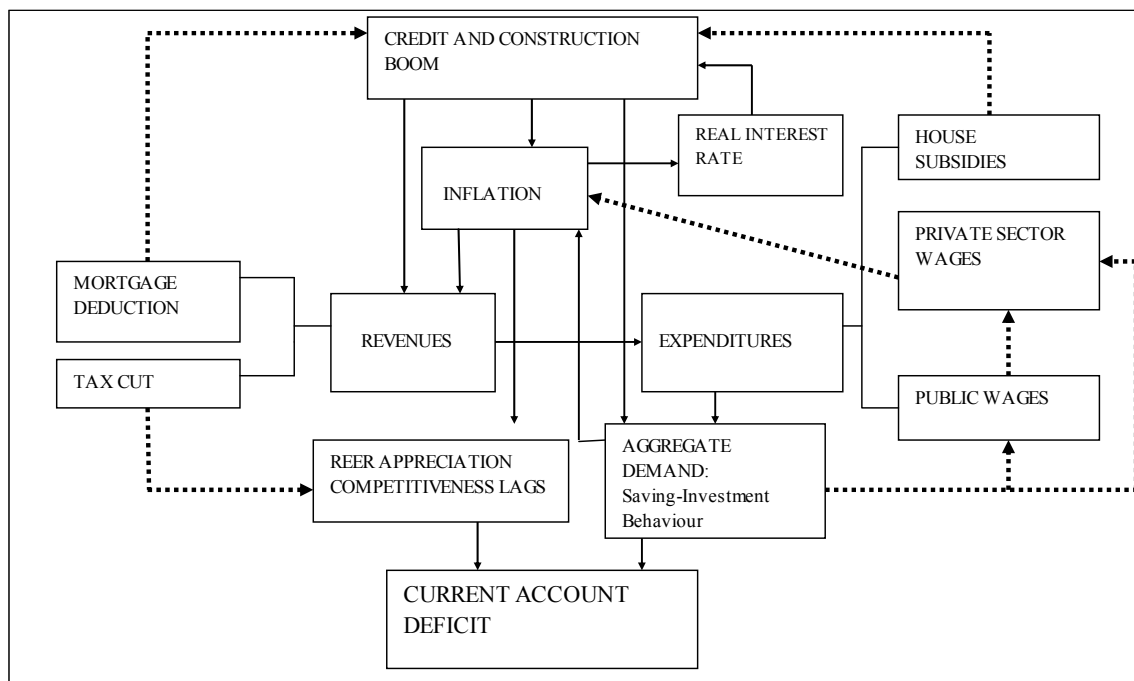 CREDIT AND CONSTRUCTION
BOOM
REAL INTEREST
RATE
HOUSE
SUBSIDIES
INFLATION
PRIVATE SECTOR
WAGES
MORTGAGE
DEDUCTION
REVENUES
EXPENDITURES
TAX CUT
PUBLIC WAGES
REER APPRECIATION
COMPETITIVENESS LAGS
AGGREGATE
DEMAND:
Saving-Investment
Behaviour
CURRENT ACCOUNT
DEFICIT